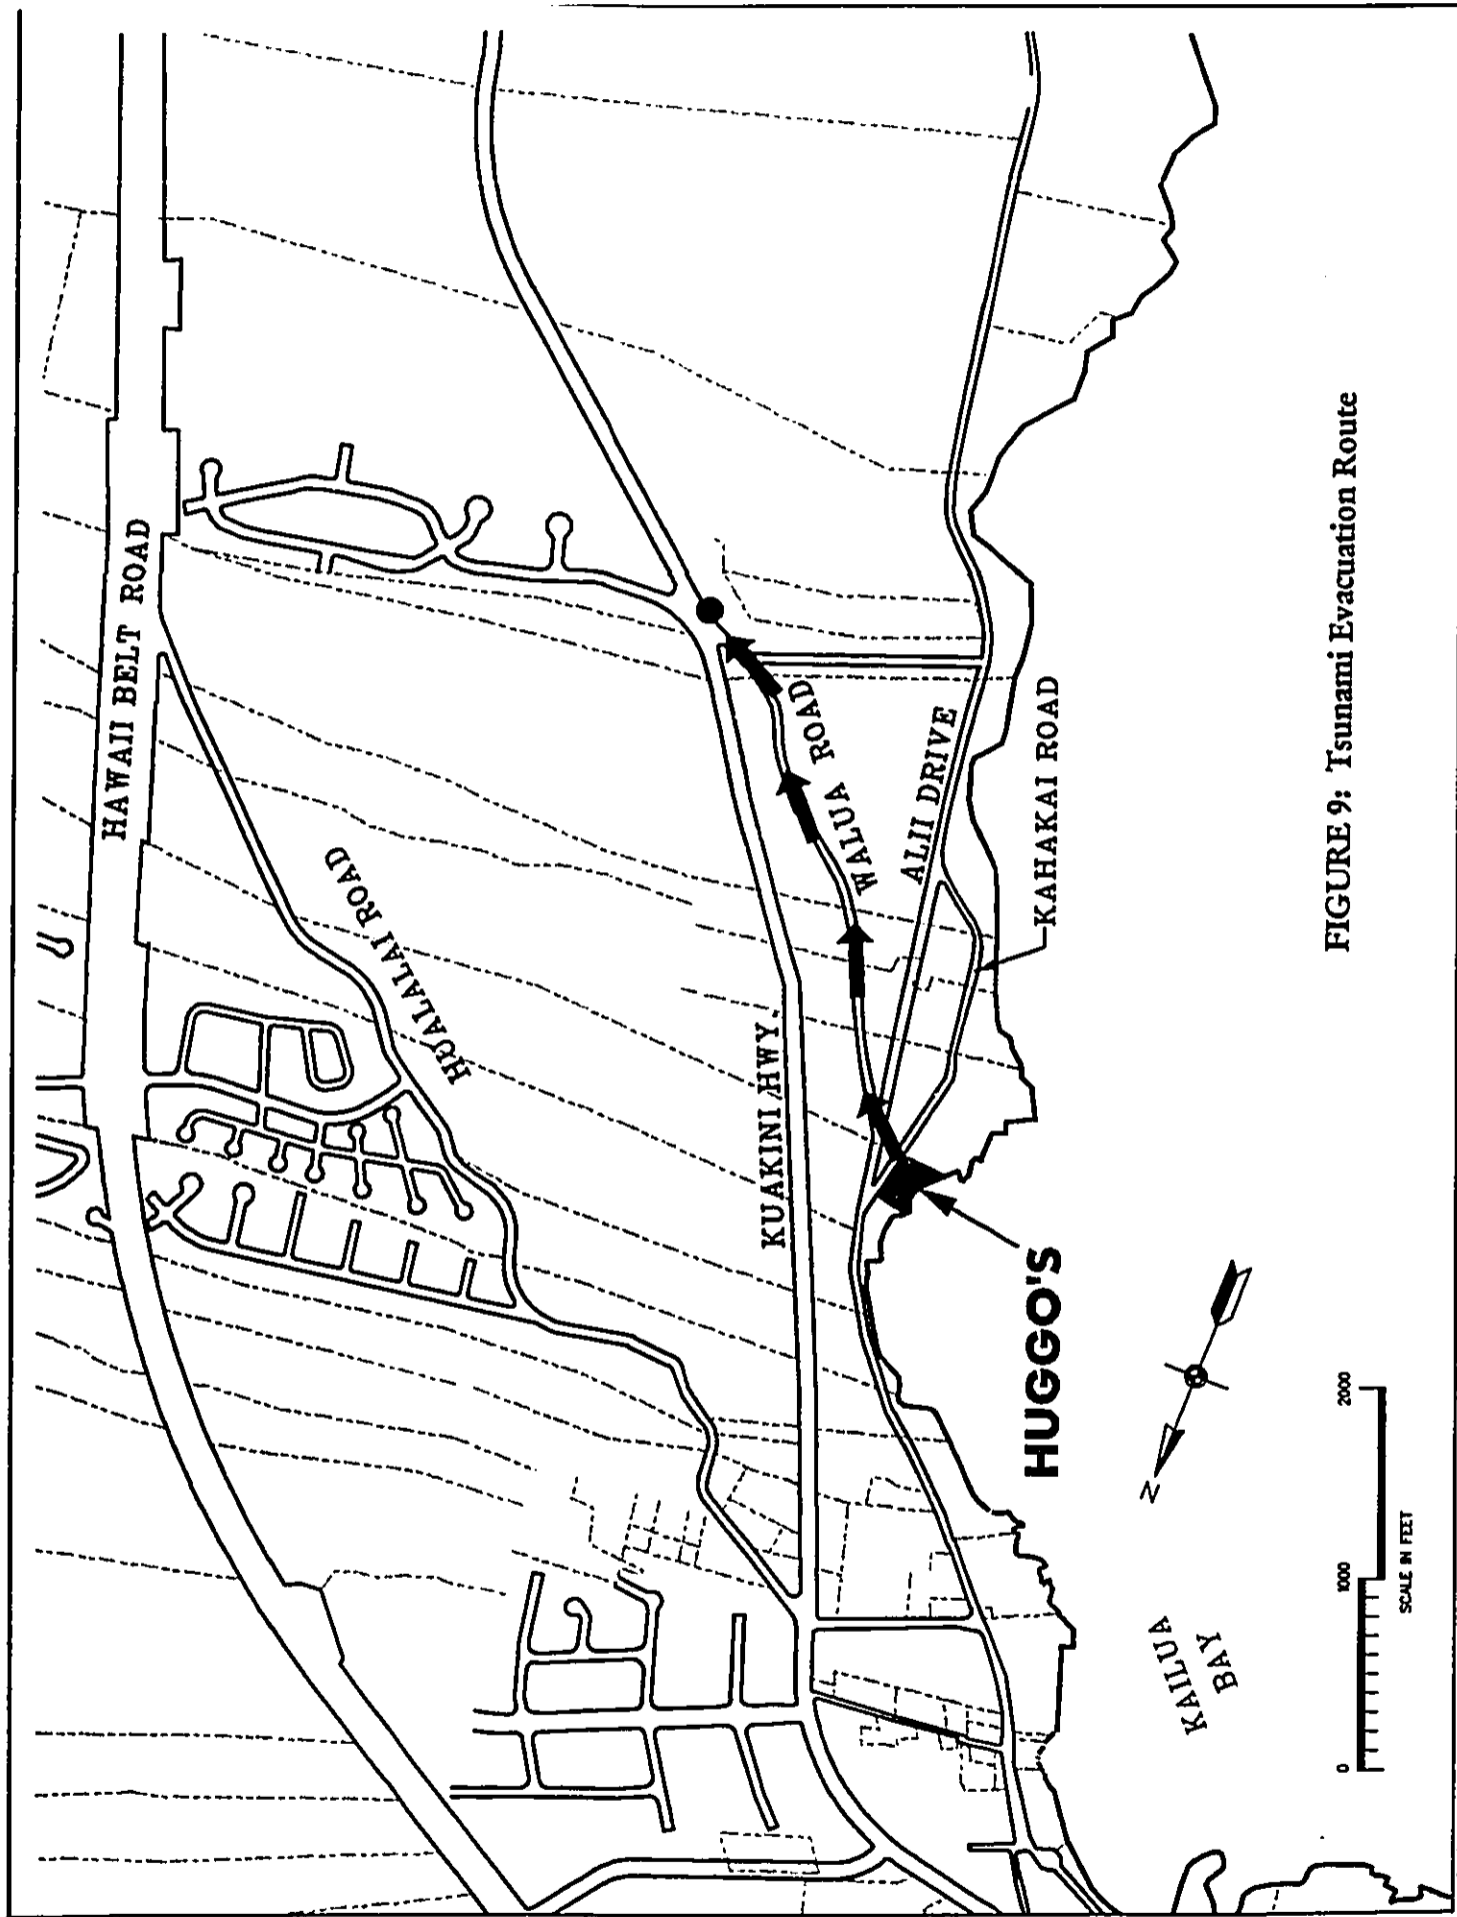 HAWAII BELT ROAD
HUALALAI ROAD
KUAKINI HWY.
WALUA ROAD
ALII DRIVE
KAHAKAI ROAD
HUGGO'S
N
KAILUA
BAY
0 1000 2000
SCALE IN FEET
FIGURE 9: Tsunami Evacuation Route